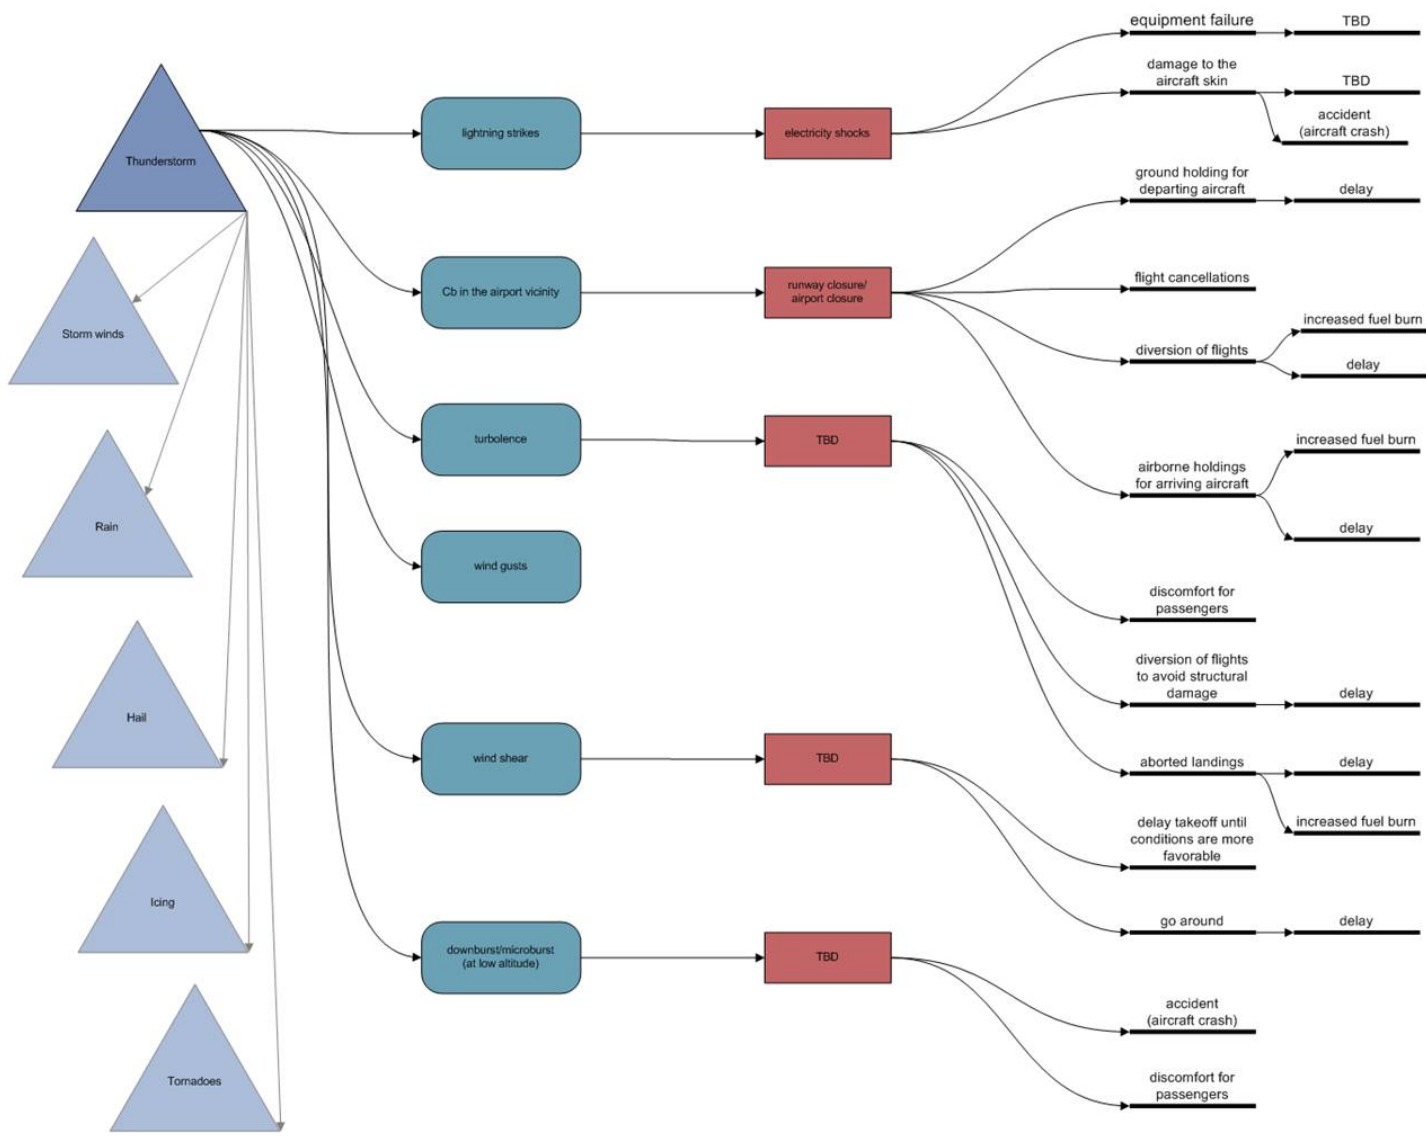 equipment failure
TBD
damage to the
aircraft skin
TBD
accident
(aircraft crash)
Thunderstorm
lightning strikes
electricity shocks
ground holding for
departing aircraft
delay
Storm winds
Cb in the airport vicinity
runway closure/
airport closure
flight cancellations
diversion of flights
increased fuel burn
delay
turbolence
TBD
airborne holdings
for arriving aircraft
increased fuel burn
delay
Rain
wind gusts
discomfort for
passengers
diversion of flights
to avoid structural
damage
delay
Hail
wind shear
TBD
aborted landings
delay
increased fuel burn
delay takeoff until
conditions are more
favorable
go around
delay
Icing
downburst/microburst
(at low altitude)
TBD
accident
(aircraft crash)
discomfort for
passengers
Tornadoes